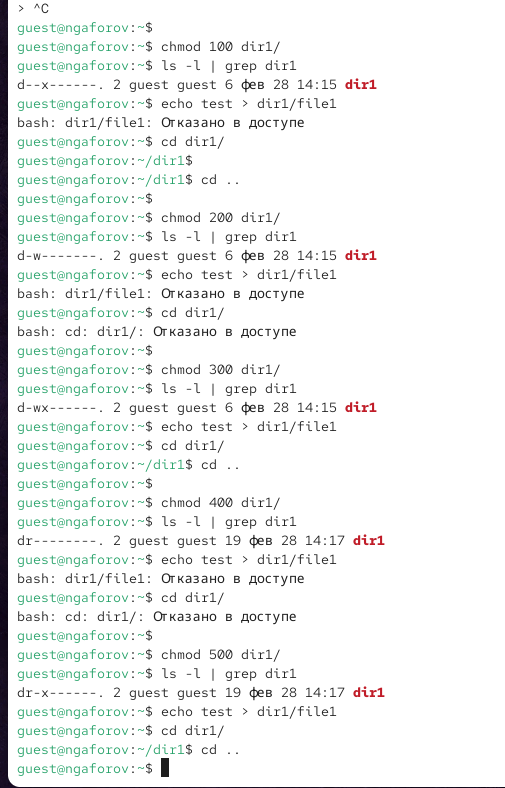 > ^C
guest@ngaforov:~$
guest@ngaforov:~$ chmod 100 dir1/
guest@ngaforov:~$ ls -l | grep dir1
d--x------. 2 guest guest 6 фев 28 14:15 dir1
guest@ngaforov:~$ echo test > dir1/file1
bash: dir1/file1: Отказано в доступе
guest@ngaforov:~$ cd dir1/
guest@ngaforov:~/dir1$
guest@ngaforov:~/dir1$ cd ..
guest@ngaforov:~$
guest@ngaforov:~$ chmod 200 dir1/
guest@ngaforov:~$ ls -l | grep dir1
d-w-------. 2 guest guest 6 фев 28 14:15 dir1
guest@ngaforov:~$ echo test > dir1/file1
bash: dir1/file1: Отказано в доступе
guest@ngaforov:~$ cd dir1/
bash: cd: dir1/: Отказано в доступе
guest@ngaforov:~$
guest@ngaforov:~$ chmod 300 dir1/
guest@ngaforov:~$ ls -l | grep dir1
d-wx------. 2 guest guest 6 фев 28 14:15 dir1
guest@ngaforov:~$ echo test > dir1/file1
guest@ngaforov:~$ cd dir1/
guest@ngaforov:~/dir1$ cd ..
guest@ngaforov:~$
guest@ngaforov:~$ chmod 400 dir1/
guest@ngaforov:~$ ls -l | grep dir1
dr--------. 2 guest guest 19 фев 28 14:17 dir1
guest@ngaforov:~$ echo test > dir1/file1
bash: dir1/file1: Отказано в доступе
guest@ngaforov:~$ cd dir1/
bash: cd: dir1/: Отказано в доступе
guest@ngaforov:~$
guest@ngaforov:~$ chmod 500 dir1/
guest@ngaforov:~$ ls -l | grep dir1
dr-x------. 2 guest guest 19 фев 28 14:17 dir1
guest@ngaforov:~$ echo test > dir1/file1
guest@ngaforov:~$ cd dir1/
guest@ngaforov:~/dir1$ cd ..
guest@ngaforov:~$